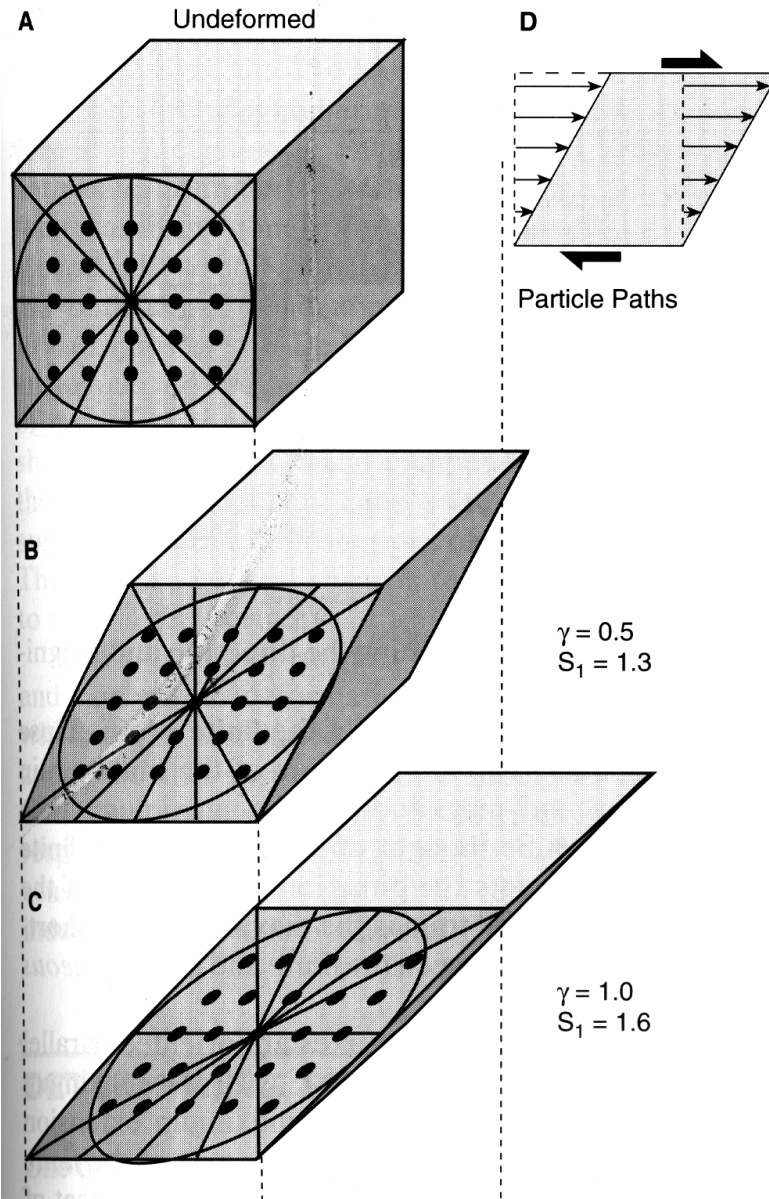 A
Undeformed
D
Particle Paths
B
γ = 0.5
S₁ = 1.3
C
γ = 1.0
S₁ = 1.6